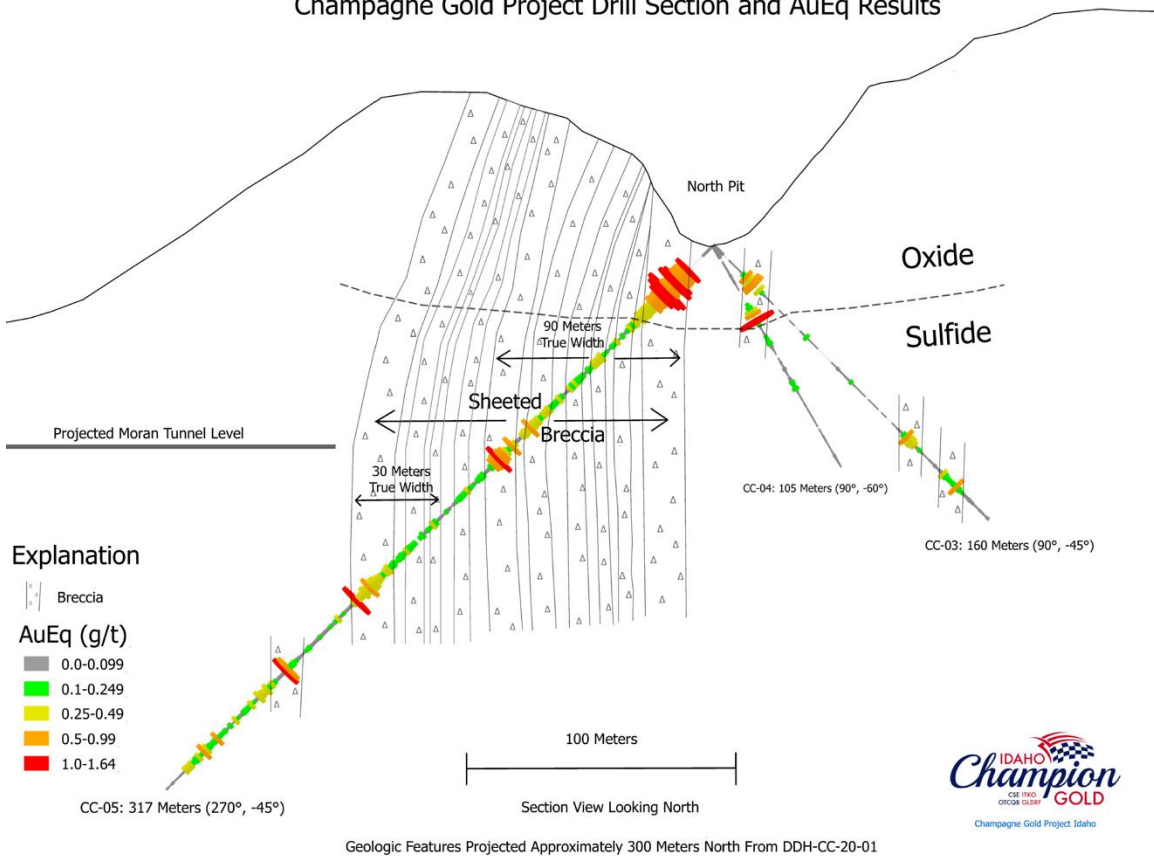 Champagne Gold Project Drill Section and AuEq Results
North Pit
Oxide
Sulfide
90 Meters
True Width
Sheeted
Breccia
Projected Moran Tunnel Level
30 Meters
True Width
CC-04: 105 Meters (90°, -60°)
CC-03: 160 Meters (90°, -45°)
Explanation
Breccia
AuEq (g/t)
0.0-0.099
0.1-0.249
0.25-0.49
0.5-0.99
1.0-1.64
100 Meters
CC-05: 317 Meters (270°, -45°)
Section View Looking North
IDAHO
Champion
CSE ITKO
OTCQB GLDRF
GOLD
Champagne Gold Project Idaho
Geologic Features Projected Approximately 300 Meters North From DDH-CC-20-01